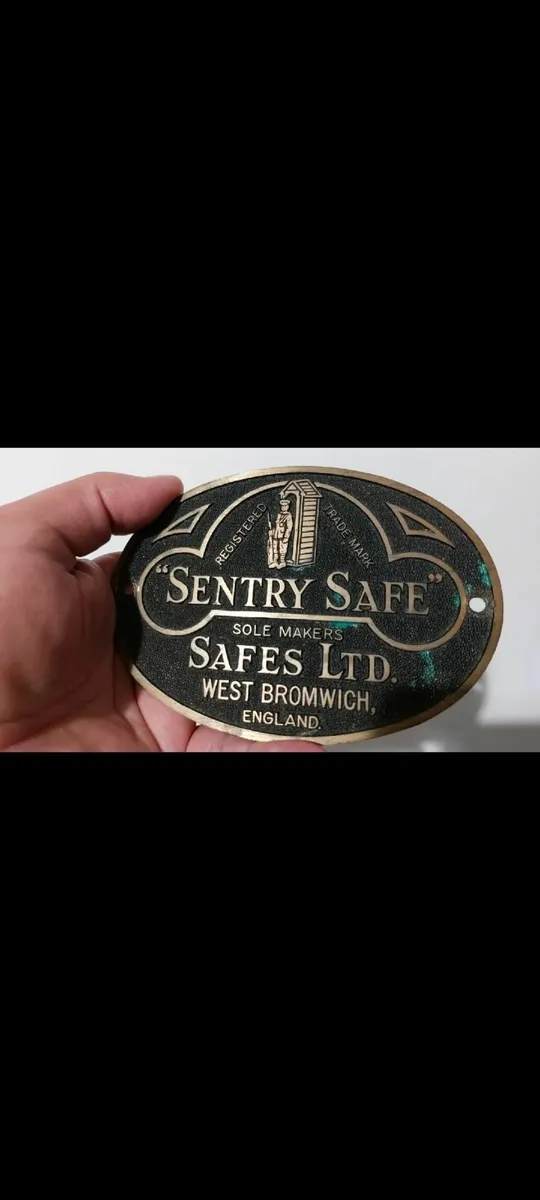 REGISTERED TRADE MARK
"SENTRY SAFE"
SOLE MAKERS
SAFES LTD.
WEST BROMWICH,
ENGLAND.